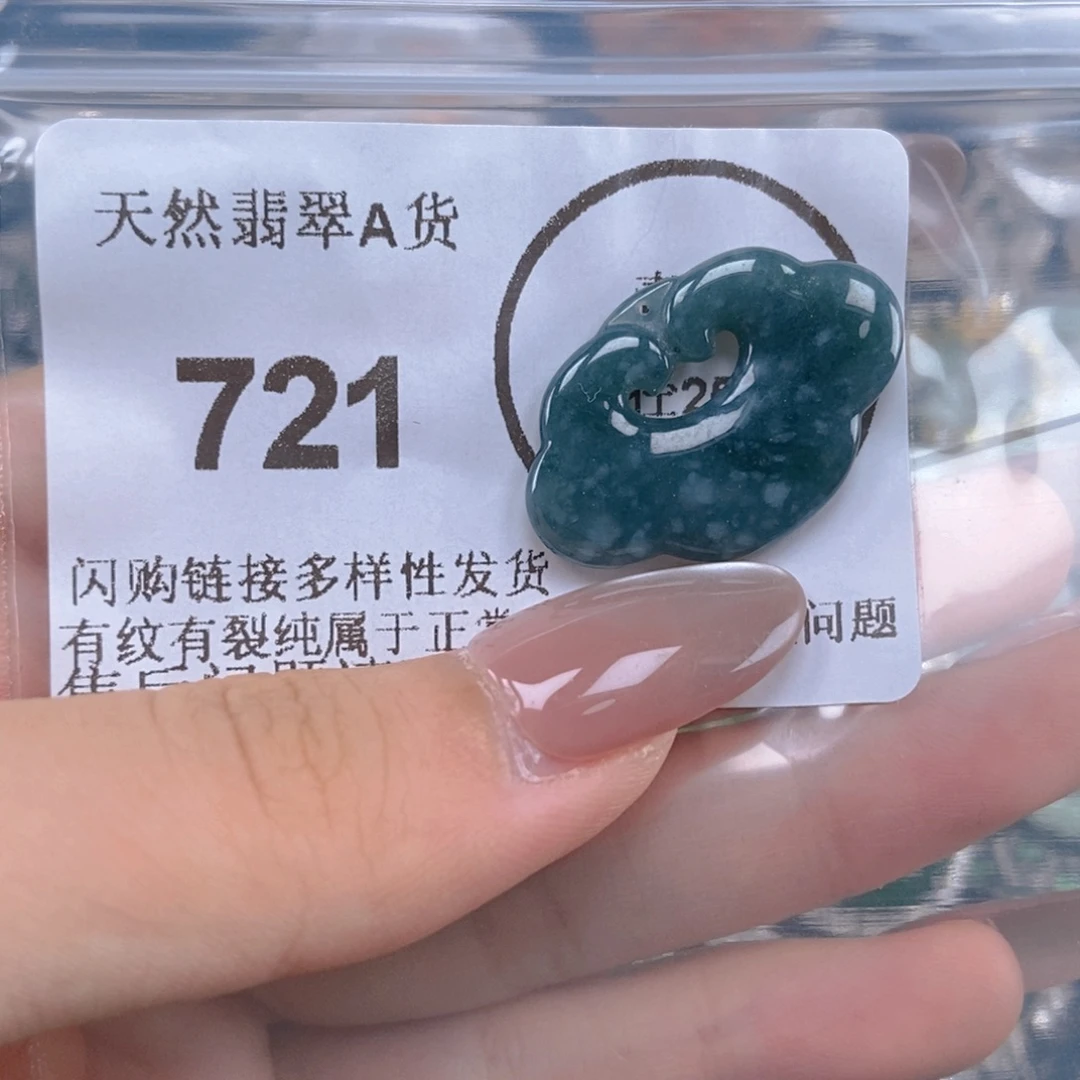 天然翡翠A货
721
闪购链接多样性发货
有纹有裂纯属于正常
问题